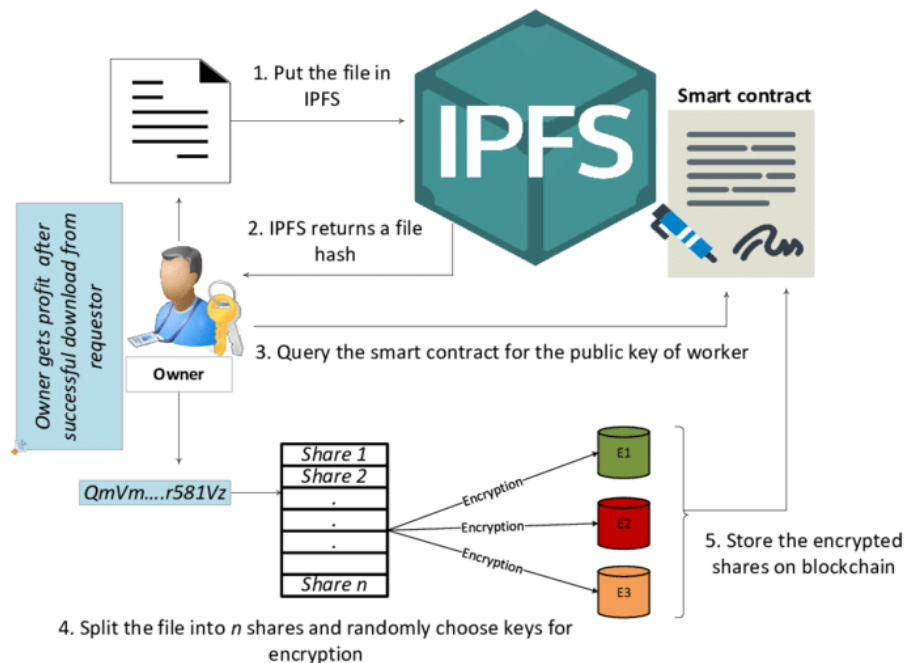 1. Put the file in
IPFS
IPFS
Smart contract
2. IPFS returns a file
hash
Owner gets profit after
successful download from
requestor
Owner
3. Query the smart contract for the public key of worker
QmVm....r581Vz
Share 1
Share 2
.
.
.
Share n
Encryption
Encryption
Encryption
E1
E2
E3
5. Store the encrypted
shares on blockchain
4. Split the file into n shares and randomly choose keys for
encryption